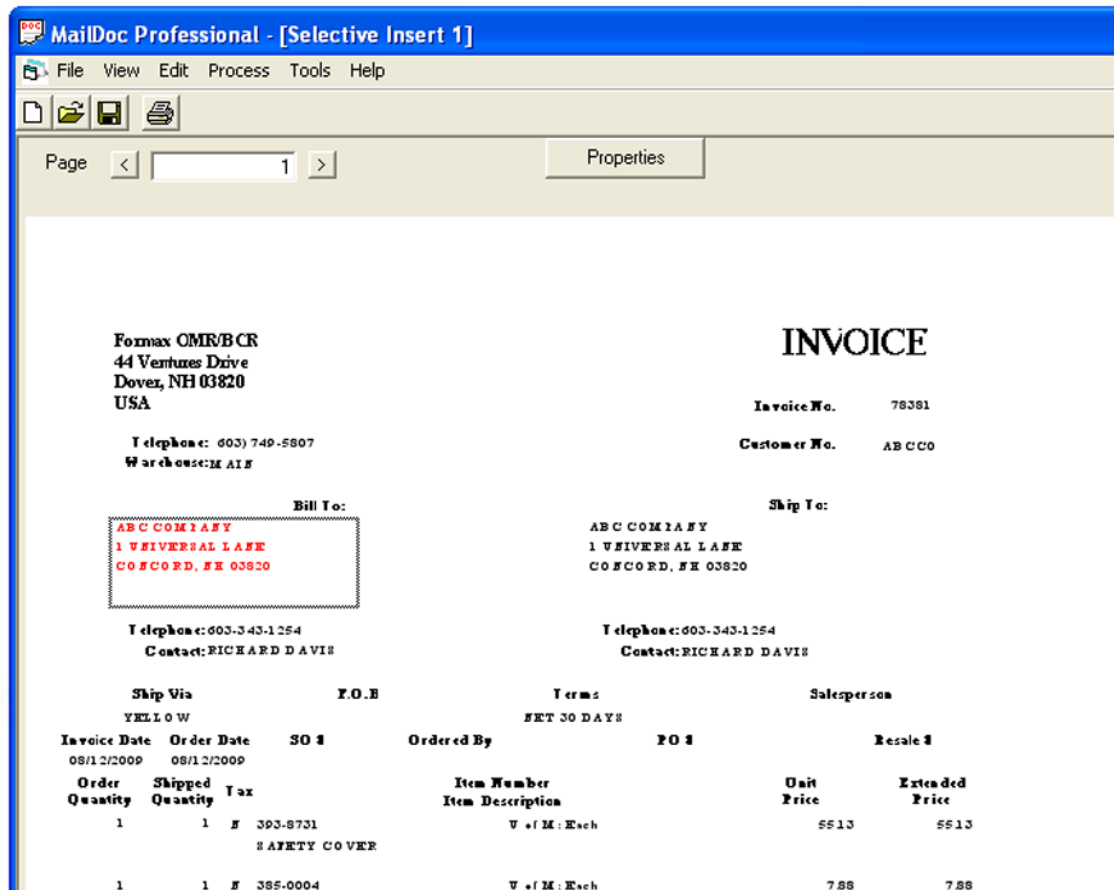 DOC
MailDoc Professional - [Selective Insert 1]
File View Edit Process Tools Help
Page < 1 > Properties
Formax OMR/BCR
44 Ventures Drive
Dover, NH 03820
USA
INVOICE
Invoice No. 78381
Telephone: 603) 749-5807
Customer No. ABCC0
Warehouse: MAIN
Bill To: Ship To:
ABC COMPANY ABC COMPANY
1 UNIVERSAL LANE 1 UNIVERSAL LANE
CONCORD, NH 03820 CONCORD, NH 03820
Telephone: 603-343-1254 Telephone: 603-343-1254
Contact: RICHARD DAVIS Contact: RICHARD DAVIS
Ship Via F.O.B Terms Salesperson
YELLOW NET 30 DAYS
Invoice Date Order Date SO # Ordered By PO # Resale #
08/12/2009 08/12/2009
Order Shipped Tax Item Number Unit Extended
Quantity Quantity Item Description Price Price
1 1 N 393-8731 U of M : Each 55.13 55.13
SAFETY COVER
1 1 N 385-0004 U of M : Each 7.88 7.88